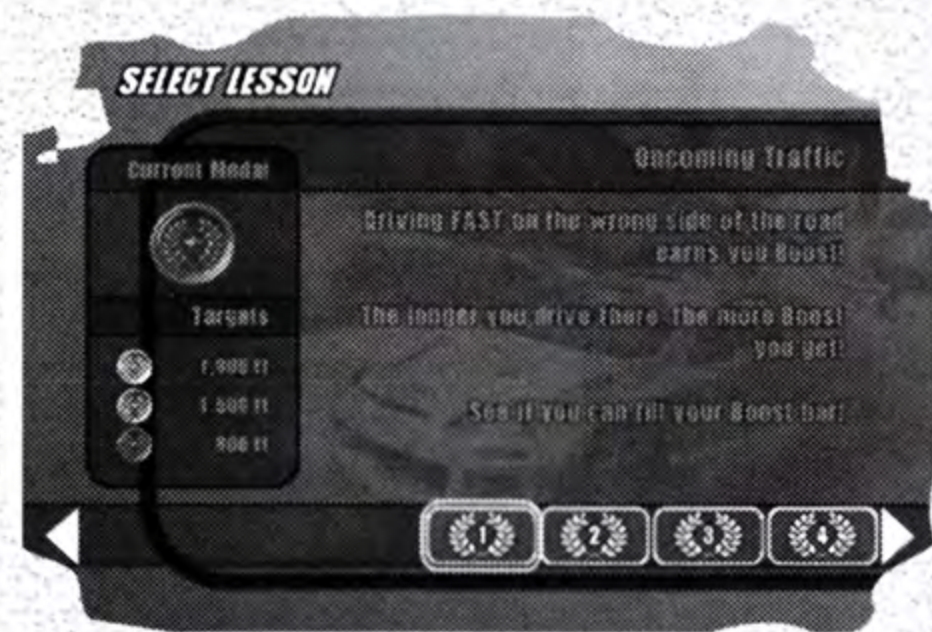 SELECT LESSON
Current Medal
Oncoming Traffic
Driving FAST on the wrong side of the road
earns you Boost!
Targets
The longer you drive there, the more Boost
you get!
ft
ft
See if you can fill your Boost bar!
ft
1 2 3 4